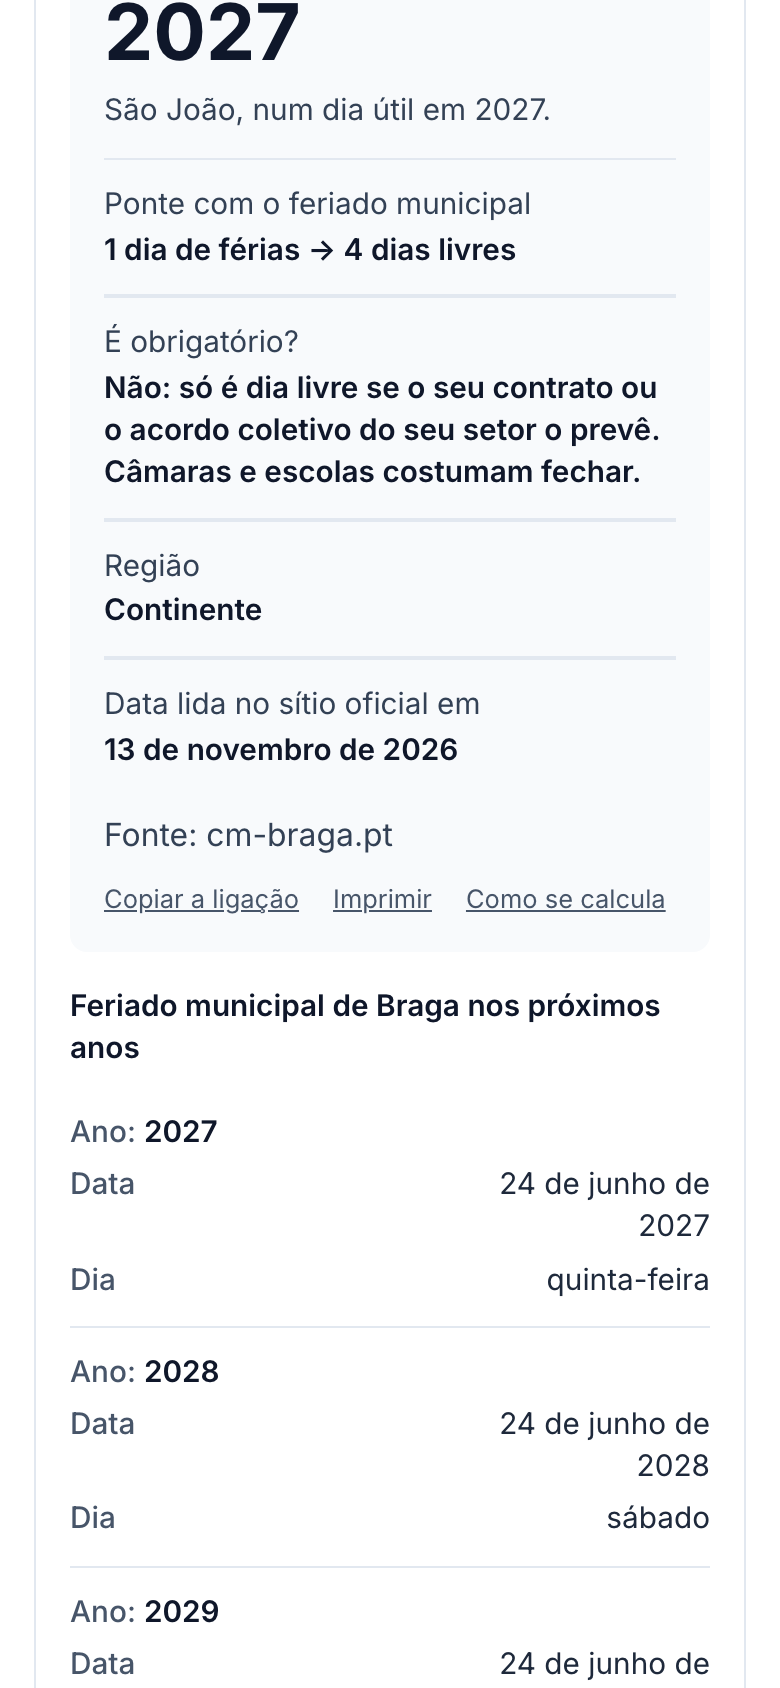 2027
São João, num dia útil em 2027.
Ponte com o feriado municipal
1 dia de férias → 4 dias livres
É obrigatório?
Não: só é dia livre se o seu contrato ou
o acordo coletivo do seu setor o prevê.
Câmaras e escolas costumam fechar.
Região
Continente
Data lida no sítio oficial em
13 de novembro de 2026
Fonte: cm-braga.pt
Copiar a ligação Imprimir Como se calcula
Feriado municipal de Braga nos próximos
anos
Ano: 2027
Data 24 de junho de
2027
Dia quinta-feira
Ano: 2028
Data 24 de junho de
2028
Dia sábado
Ano: 2029
Data 24 de junho de